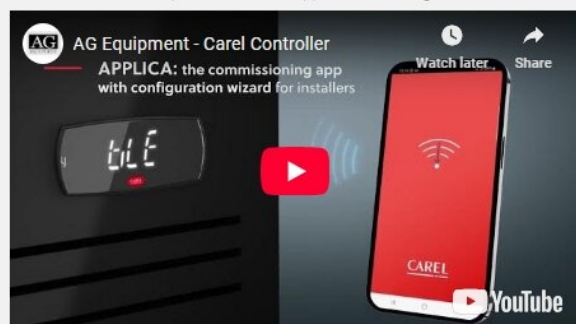 AG Equipment - Carel Controller
Watch later
Share
APPLICA: the commissioning app
with configuration wizard for installers
bLE
CAREL
YouTube